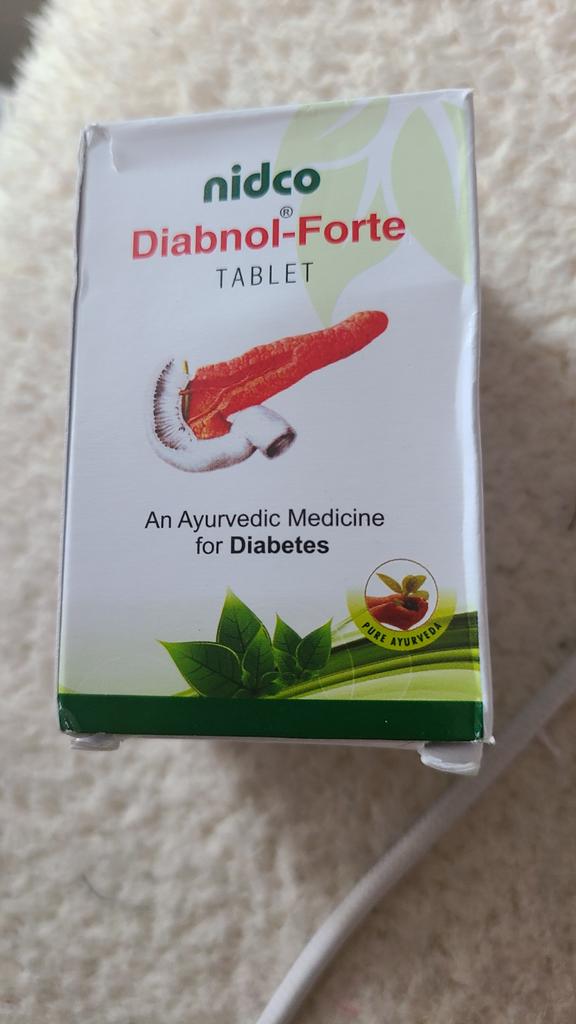 nidco
®
Diabnol-Forte
TABLET
An Ayurvedic Medicine
for Diabetes
PURE AYURVEDA